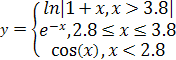 y = { ln|1 + x, x > 3.8|
e^{-x}, 2.8 ≤ x ≤ 3.8
cos(x), x < 2.8